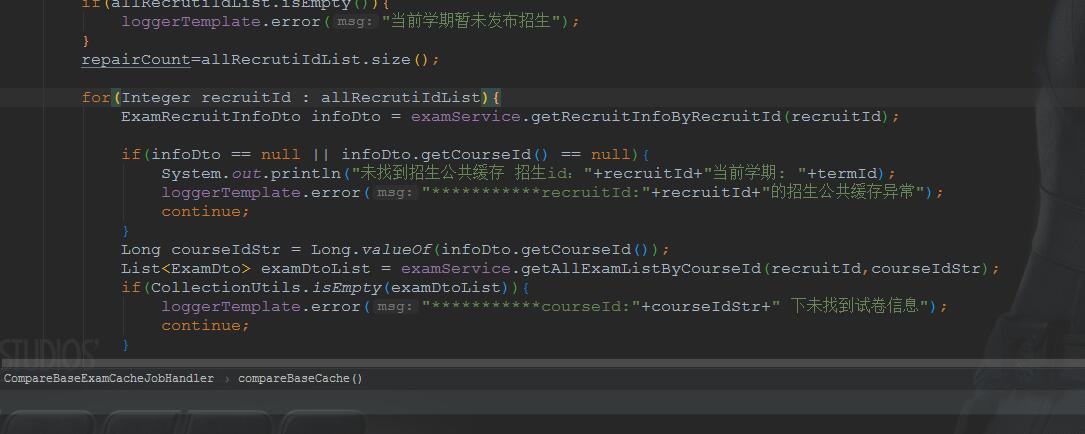 if(allRecrutiIdList.isEmpty()){
loggerTemplate.error( msg: "当前学期暂未发布招生");
}
repairCount=allRecrutiIdList.size();
for(Integer recruitId : allRecrutiIdList){
ExamRecruitInfoDto infoDto = examService.getRecruitInfoByRecruitId(recruitId);
if(infoDto == null || infoDto.getCourseId() == null){
System.out.println("未找到招生公共缓存 招生id："+recruitId+"当前学期: "+termId);
loggerTemplate.error( msg: "***********recruitId:"+recruitId+"的招生公共缓存异常");
continue;
}
Long courseIdStr = Long.valueOf(infoDto.getCourseId());
List<ExamDto> examDtoList = examService.getAllExamListByCourseId(recruitId,courseIdStr);
if(CollectionUtils.isEmpty(examDtoList)){
loggerTemplate.error( msg: "***********courseId:"+courseIdStr+" 下未找到试卷信息");
continue;
}
STUDIOS'
CompareBaseExamCacheJobHandler › compareBaseCache()